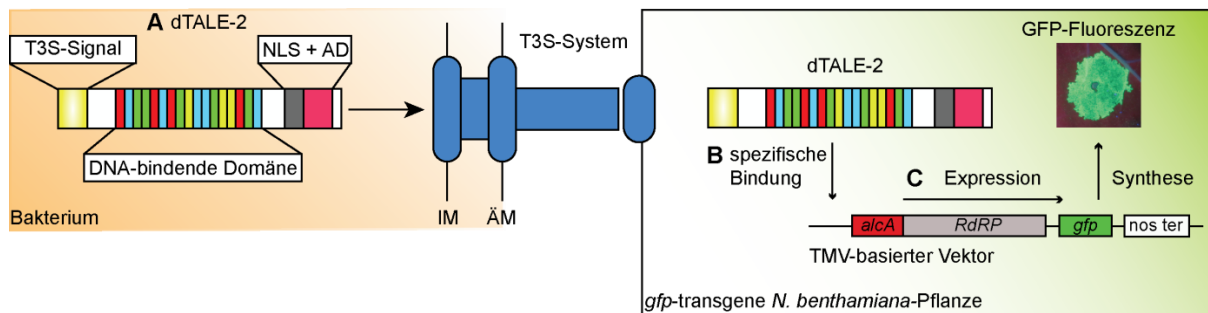 A dTALE-2
T3S-Signal
NLS + AD
DNA-bindende Domäne
Bakterium
T3S-System
IM
ÄM
GFP-Fluoreszenz
dTALE-2
B spezifische
Bindung
C Expression
Synthese
alcA
RdRP
gfp
nos ter
TMV-basierter Vektor
gfp-transgene N. benthamiana-Pflanze